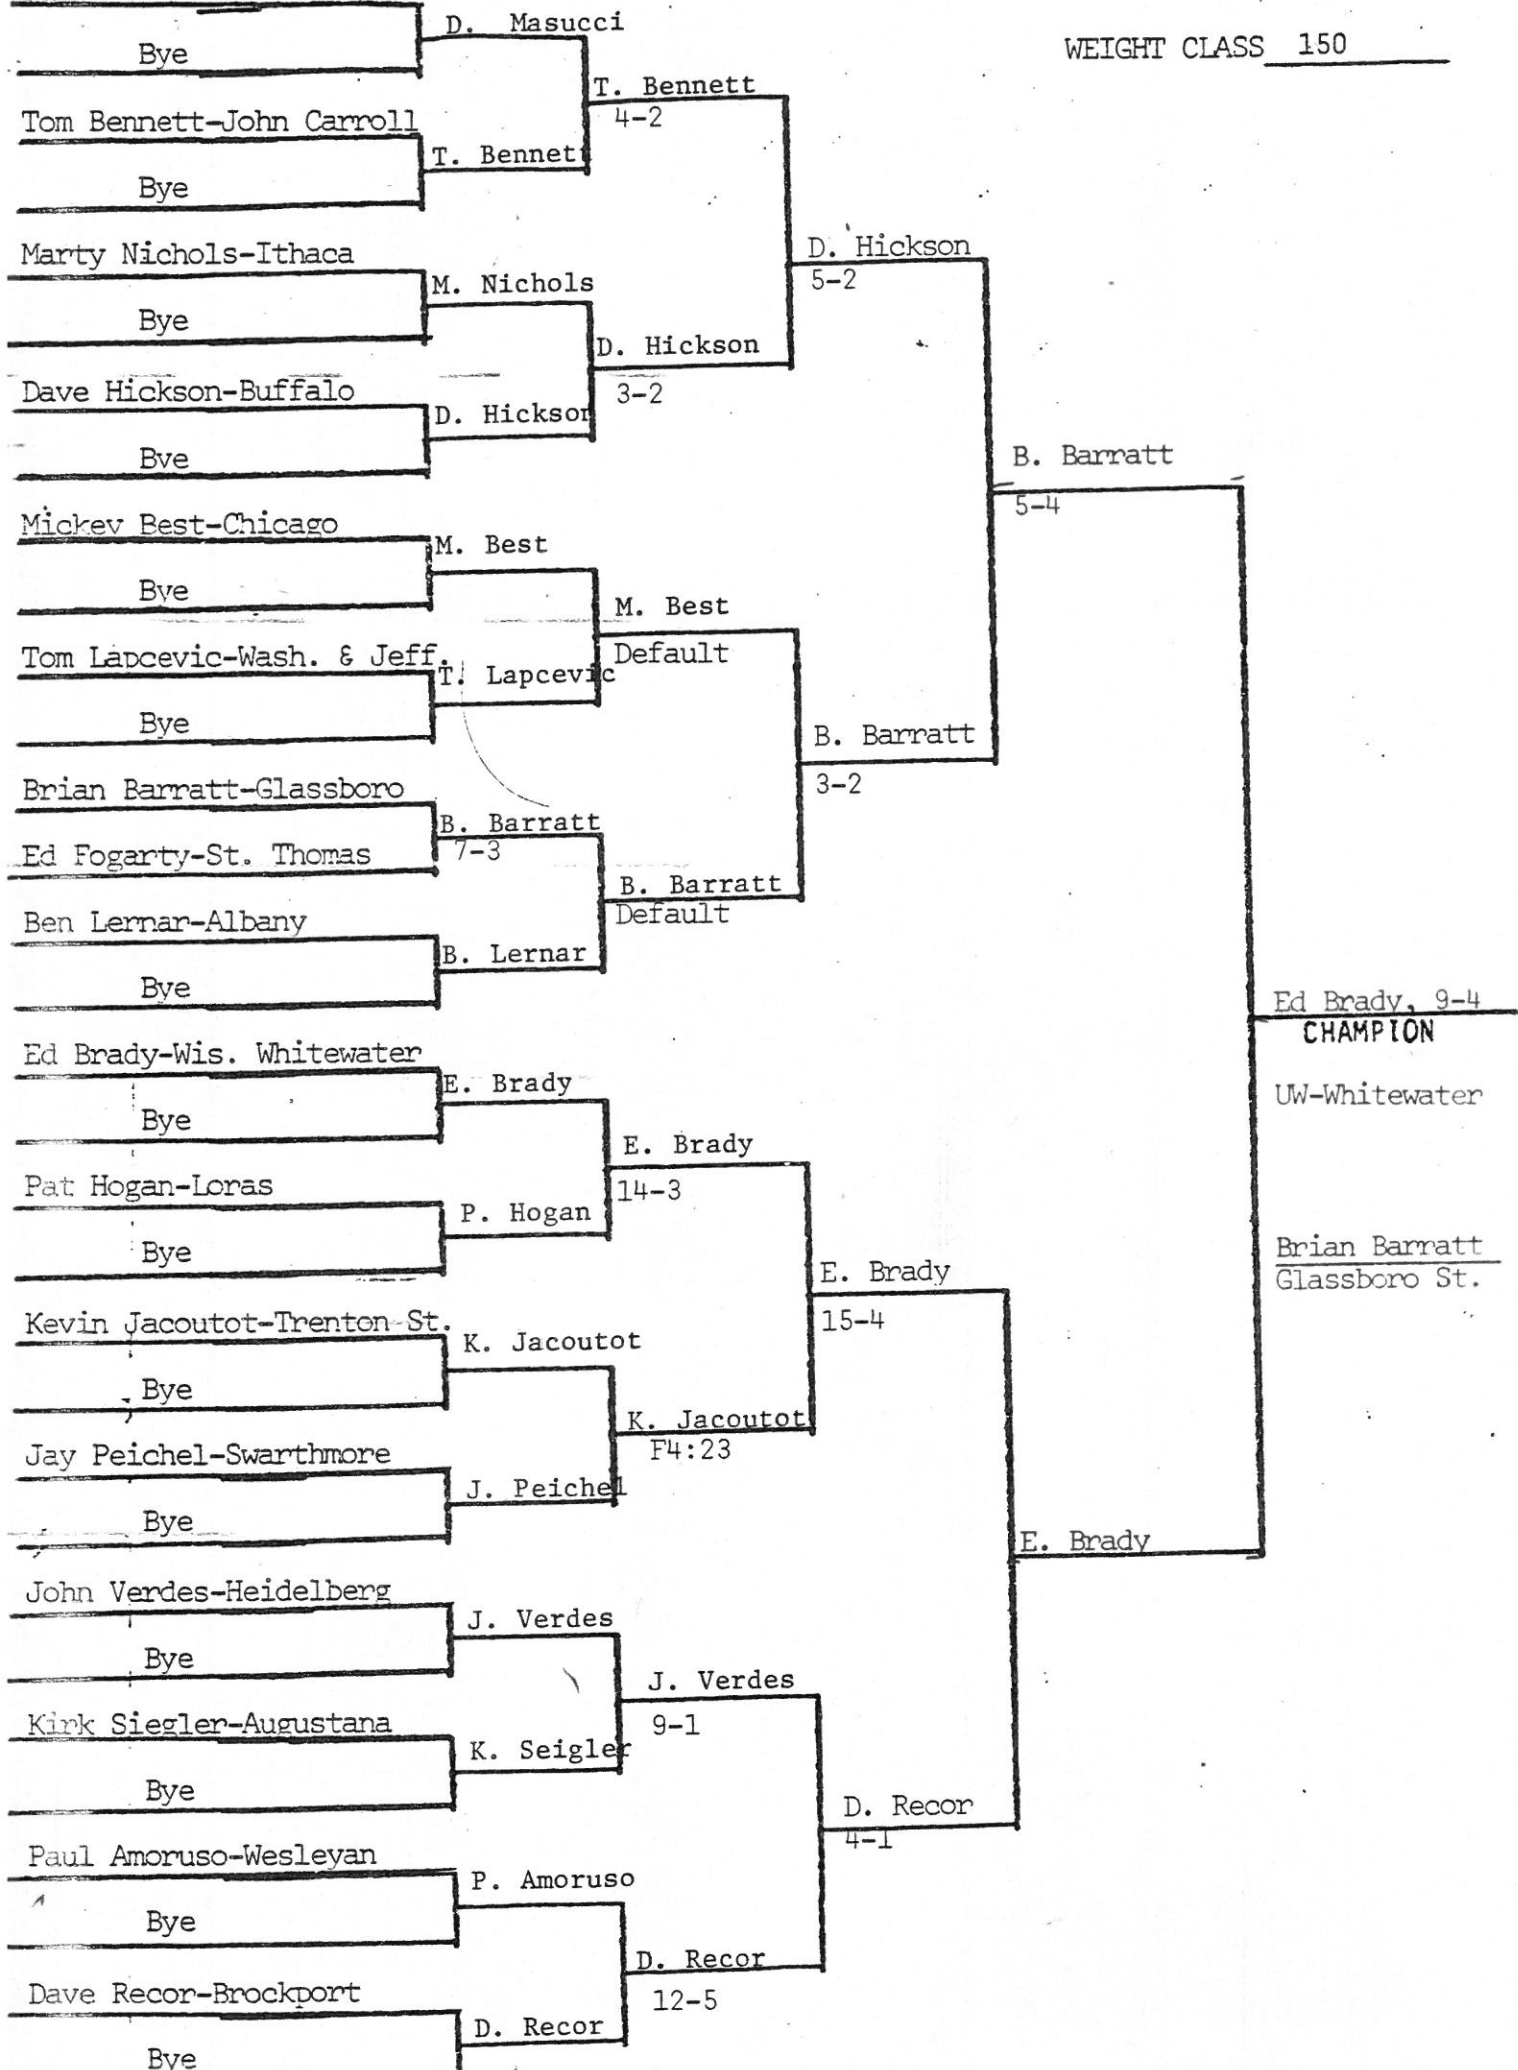 D. Masucci
WEIGHT CLASS 150
Bye
T. Bennett
4-2
Tom Bennett-John Carroll
T. Bennett
Bye
Marty Nichols-Ithaca
D. Hickson
5-2
M. Nichols
Bye
D. Hickson
3-2
Dave Hickson-Buffalo
D. Hickson
Bye
B. Barratt
5-4
Mickey Best-Chicago
M. Best
Bye
M. Best
Default
Tom Lapcevic-Wash. & Jeff.
T. Lapcevic
Bye
B. Barratt
3-2
Brian Barratt-Glassboro
B. Barratt
7-3
Ed Fogarty-St. Thomas
B. Barratt
Default
Ben Lernar-Albany
B. Lernar
Bye
Ed Brady, 9-4
CHAMPION
Ed Brady-Wis. Whitewater
E. Brady
UW-Whitewater
Bye
E. Brady
14-3
Pat Hogan-Loras
P. Hogan
Bye
Brian Barratt
Glassboro St.
E. Brady
15-4
Kevin Jacoutot-Trenton St.
K. Jacoutot
Bye
K. Jacoutot
F4:23
Jay Peichel-Swarthmore
J. Peichel
Bye
E. Brady
John Verdes-Heidelberg
J. Verdes
Bye
J. Verdes
9-1
Kirk Siegler-Augustana
K. Seigler
Bye
D. Recor
4-1
Paul Amoruso-Wesleyan
P. Amoruso
Bye
D. Recor
12-5
Dave Recor-Brockport
D. Recor
Bye